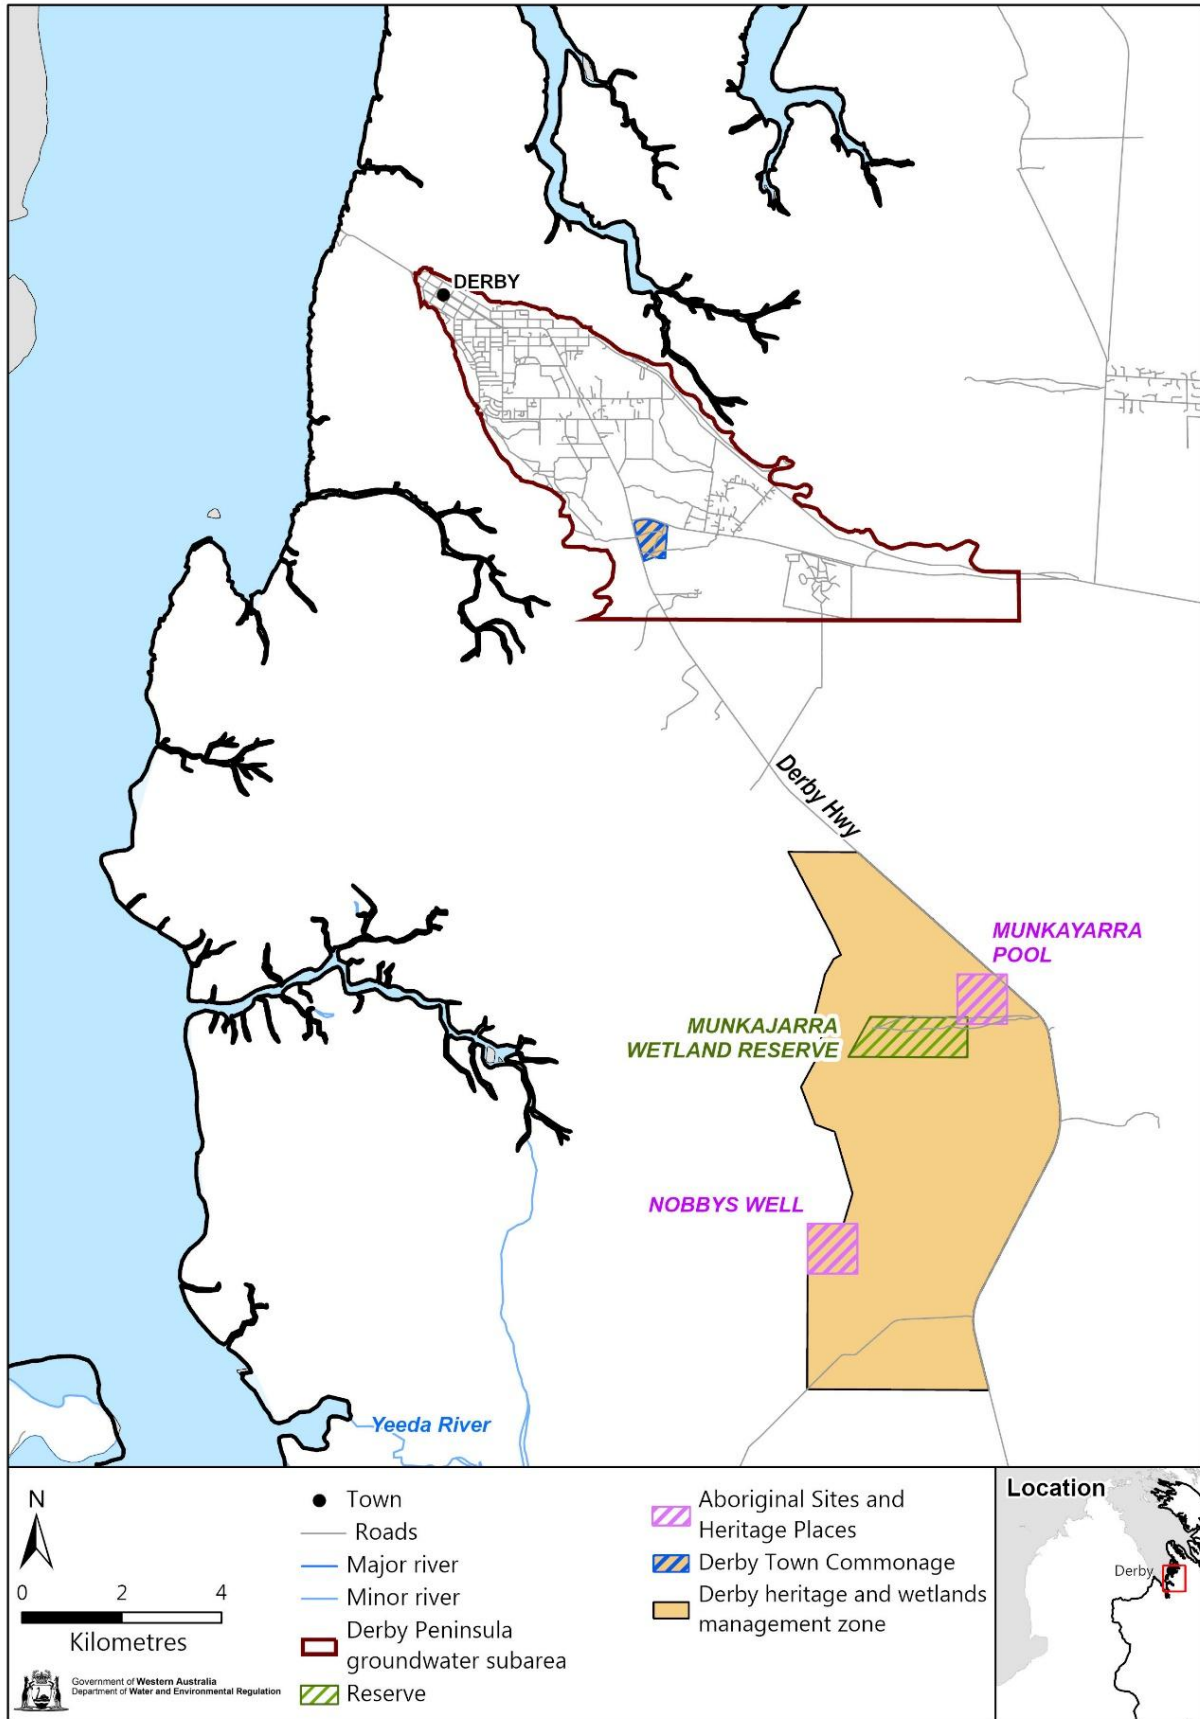 DERBY
Derby Hwy
MUNKAYARRA
POOL
MUNKAJARRA
WETLAND RESERVE
NOBBYS WELL
Yeeda River
N
0 2 4
Kilometres
Government of Western Australia
Department of Water and Environmental Regulation
Town
Roads
Major river
Minor river
Derby Peninsula
groundwater subarea
Reserve
Aboriginal Sites and
Heritage Places
Derby Town Commonage
Derby heritage and wetlands
management zone
Location
Derby